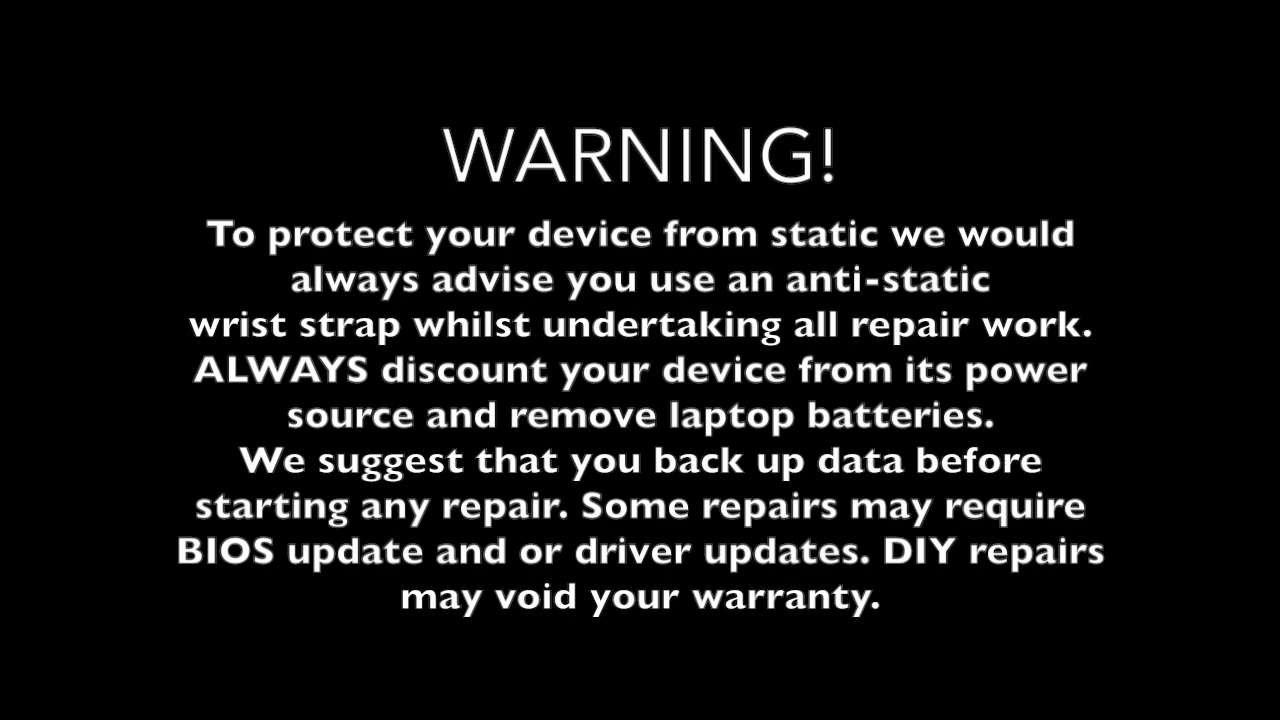 WARNING!
To protect your device from static we would
always advise you use an anti-static
wrist strap whilst undertaking all repair work.
ALWAYS discount your device from its power
source and remove laptop batteries.
We suggest that you back up data before
starting any repair. Some repairs may require
BIOS update and or driver updates. DIY repairs
may void your warranty.